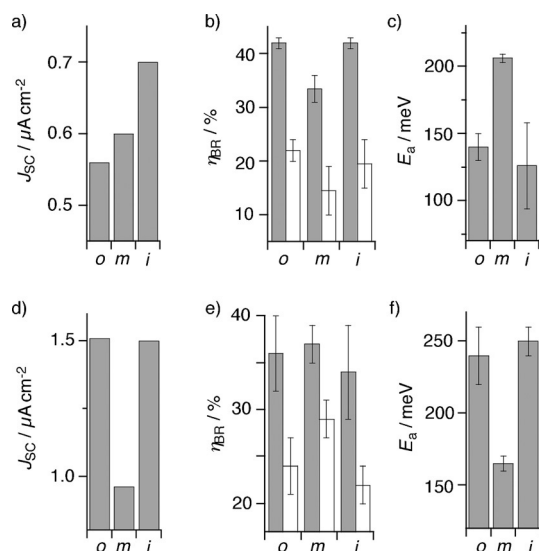 a)
J_SC / µA cm⁻²
0.7
0.6
0.5
o m i
b)
η_BR / %
40
30
20
10
o m i
c)
E_a / meV
200
150
100
o m i
d)
J_SC / µA cm⁻²
1.5
1.0
o m i
e)
η_BR / %
40
30
20
o m i
f)
E_a / meV
250
200
150
o m i